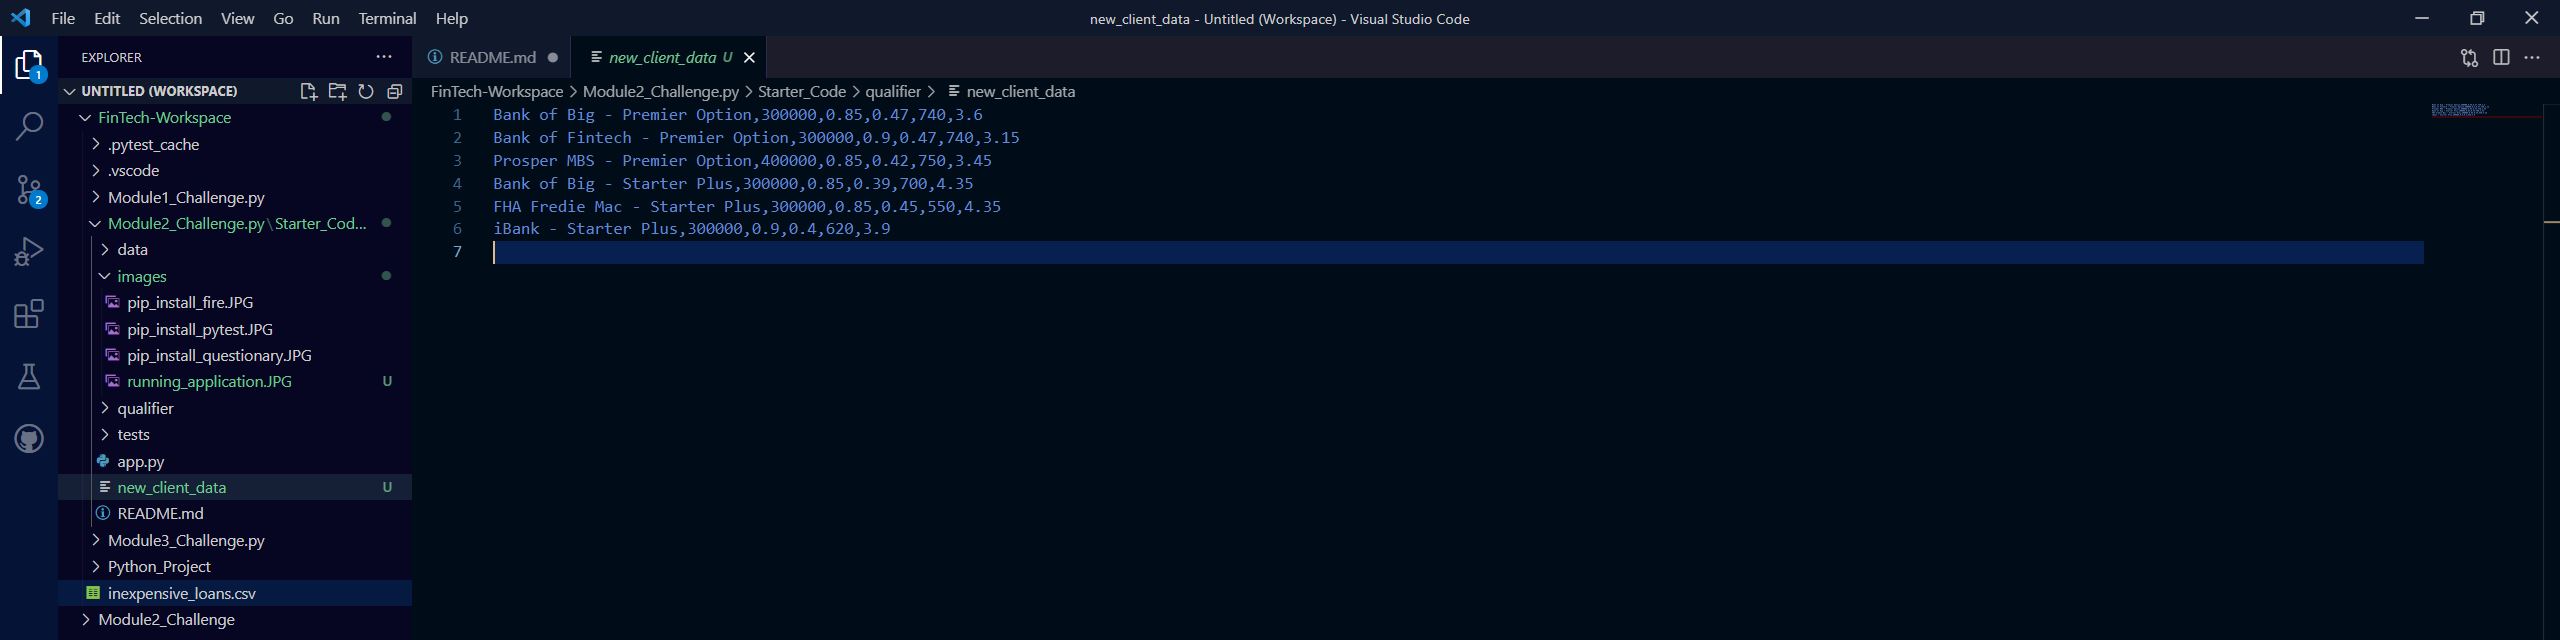 File Edit Selection View Go Run Terminal Help
new_client_data - Untitled (Workspace) - Visual Studio Code
EXPLORER
UNTITLED (WORKSPACE)
FinTech-Workspace
.pytest_cache
.vscode
Module1_Challenge.py
Module2_Challenge.py\Starter_Cod...
data
images
pip_install_fire.JPG
pip_install_pytest.JPG
pip_install_questionary.JPG
running_application.JPG U
qualifier
tests
app.py
new_client_data U
README.md
Module3_Challenge.py
Python_Project
inexpensive_loans.csv
Module2_Challenge
1
2
README.md
new_client_data U
FinTech-Workspace > Module2_Challenge.py > Starter_Code > qualifier > new_client_data
1 Bank of Big - Premier Option,300000,0.85,0.47,740,3.6
2 Bank of Fintech - Premier Option,300000,0.9,0.47,740,3.15
3 Prosper MBS - Premier Option,400000,0.85,0.42,750,3.45
4 Bank of Big - Starter Plus,300000,0.85,0.39,700,4.35
5 FHA Fredie Mac - Starter Plus,300000,0.85,0.45,550,4.35
6 iBank - Starter Plus,300000,0.9,0.4,620,3.9
7